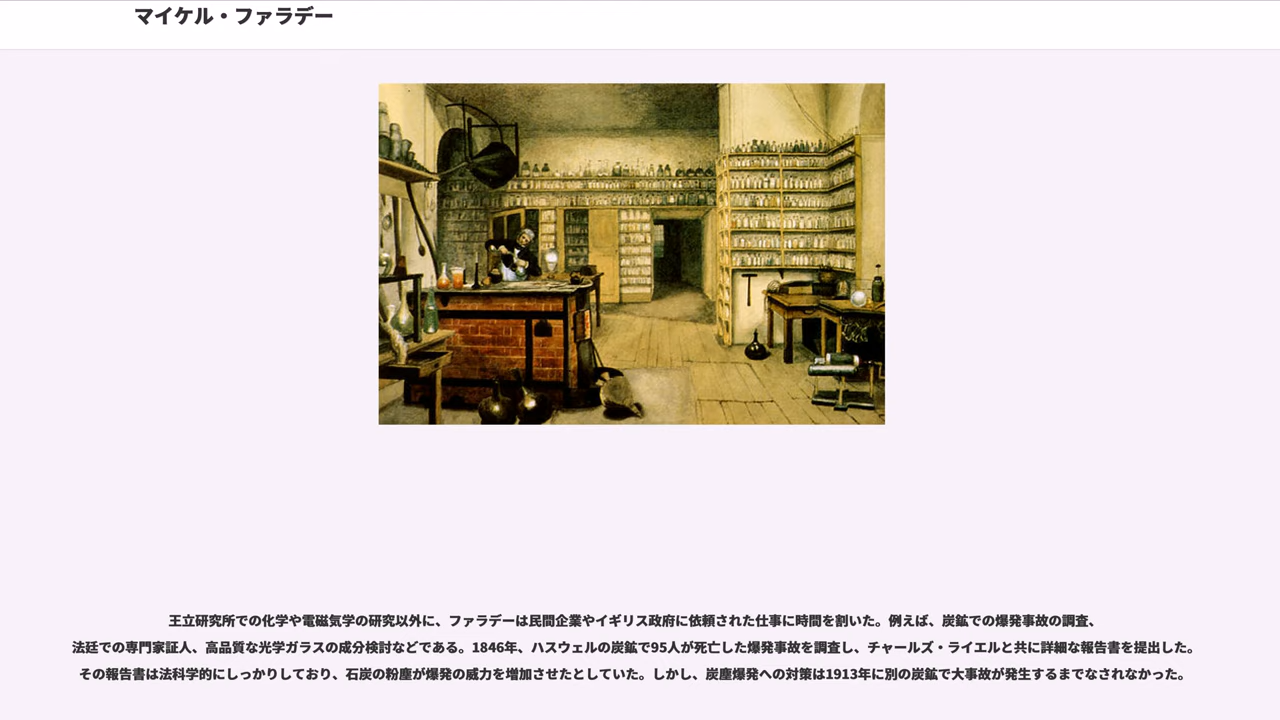 マイケル・ファラデー
王立研究所での化学や電磁気学の研究以外に、ファラデーは民間企業やイギリス政府に依頼された仕事に時間を割いた。例えば、炭鉱での爆発事故の調査、
法廷での専門家証人、高品質な光学ガラスの成分検討などである。1846年、ハスウェルの炭鉱で95人が死亡した爆発事故を調査し、チャールズ・ライエルと共に詳細な報告書を提出した。
その報告書は法科学的にしっかりしており、石炭の粉塵が爆発の威力を増加させたとしていた。しかし、炭塵爆発への対策は1913年に別の炭鉱で大事故が発生するまでなされなかった。